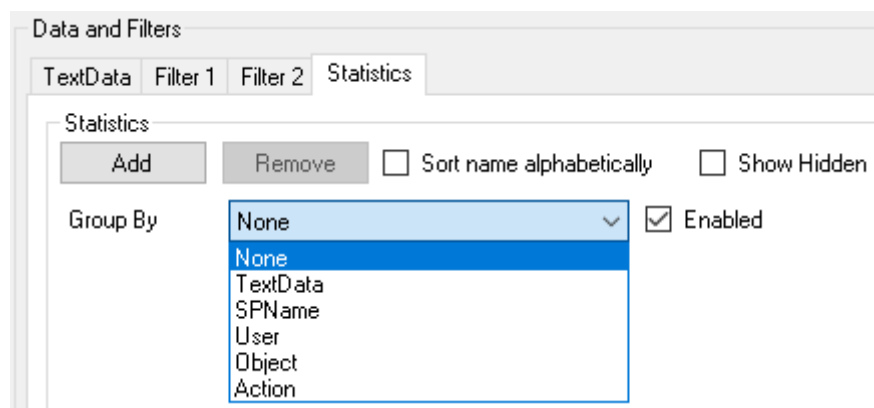 Data and Filters
TextData Filter 1 Filter 2 Statistics
Statistics
Add Remove Sort name alphabetically Show Hidden
Group By None Enabled
None
TextData
SPName
User
Object
Action